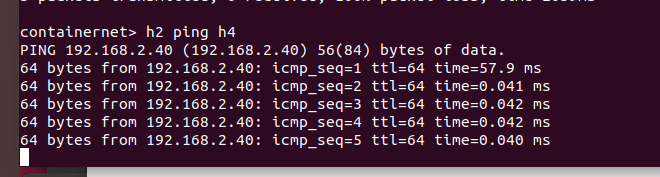 containernet> h2 ping h4
PING 192.168.2.40 (192.168.2.40) 56(84) bytes of data.
64 bytes from 192.168.2.40: icmp_seq=1 ttl=64 time=57.9 ms
64 bytes from 192.168.2.40: icmp_seq=2 ttl=64 time=0.041 ms
64 bytes from 192.168.2.40: icmp_seq=3 ttl=64 time=0.042 ms
64 bytes from 192.168.2.40: icmp_seq=4 ttl=64 time=0.042 ms
64 bytes from 192.168.2.40: icmp_seq=5 ttl=64 time=0.040 ms